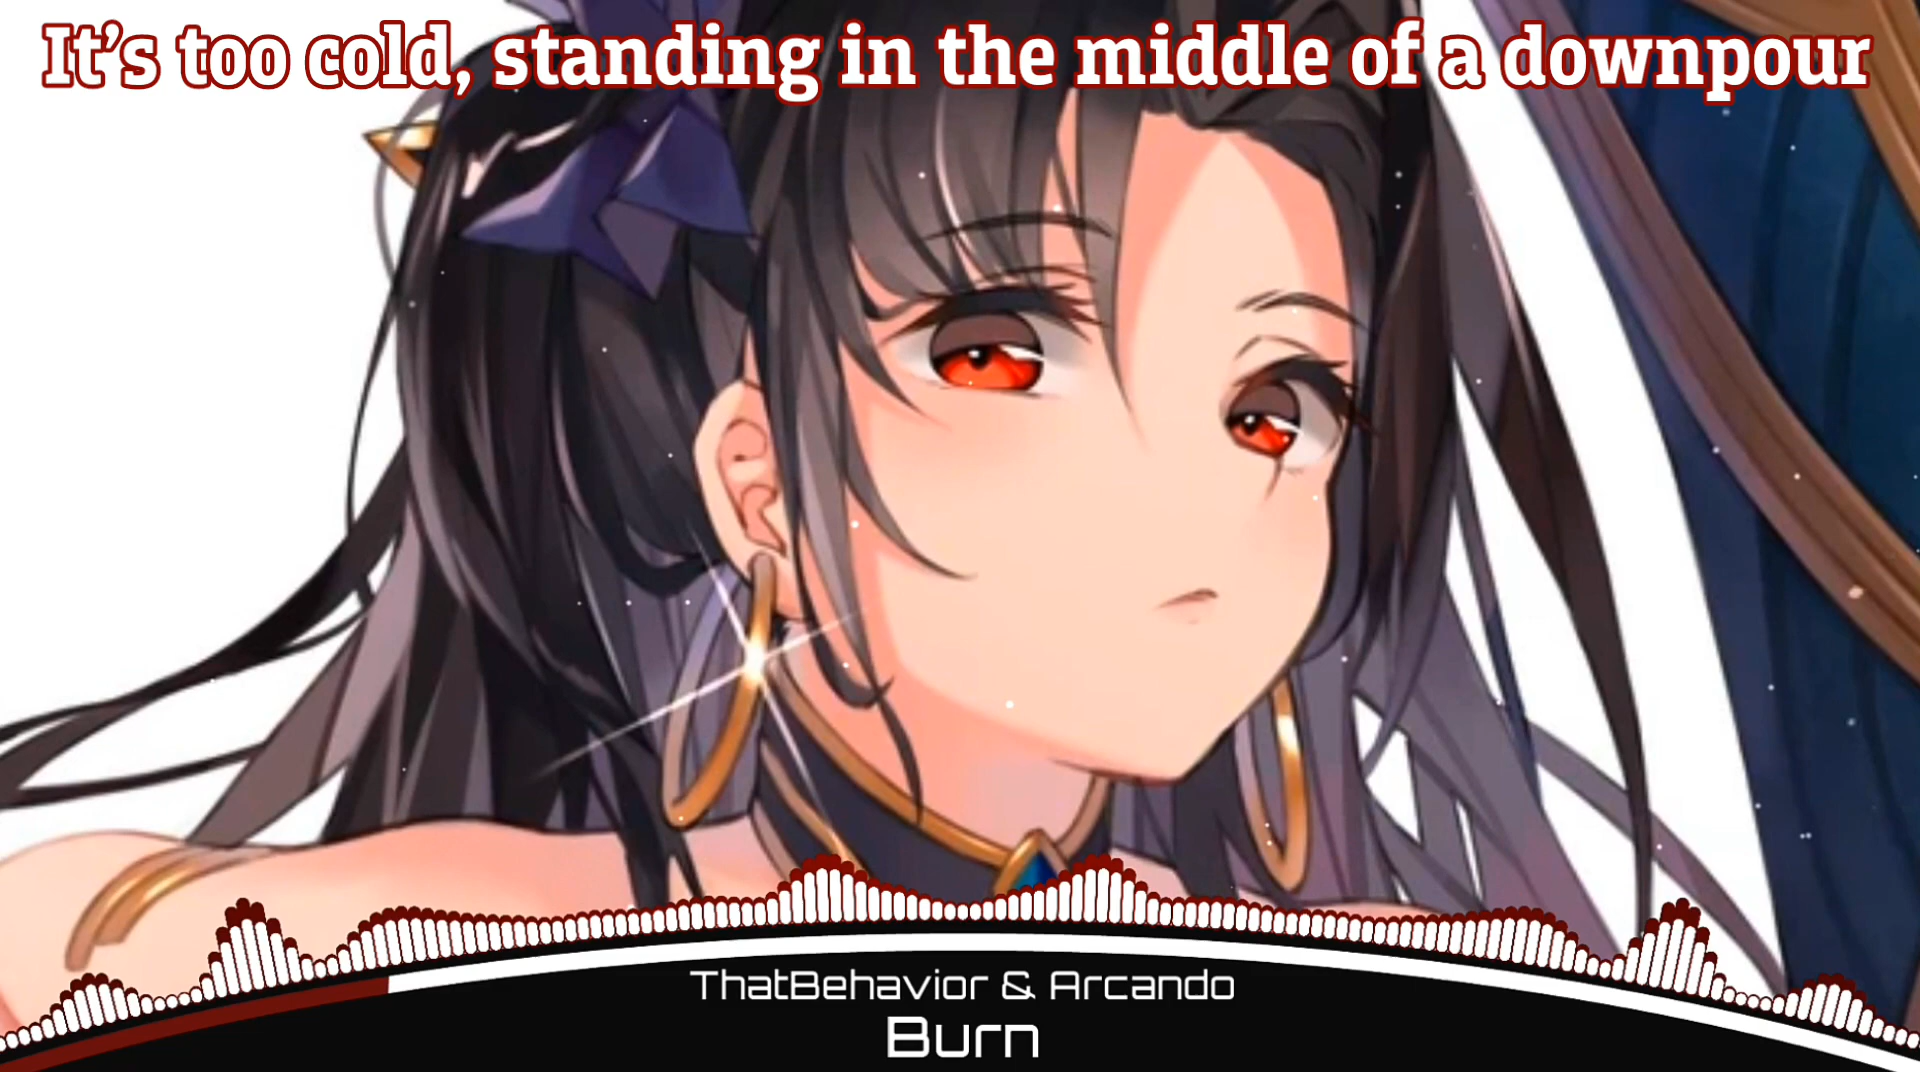 It's too cold, standing in the middle of a downpour
ThatBehavior & Arcando
Burn